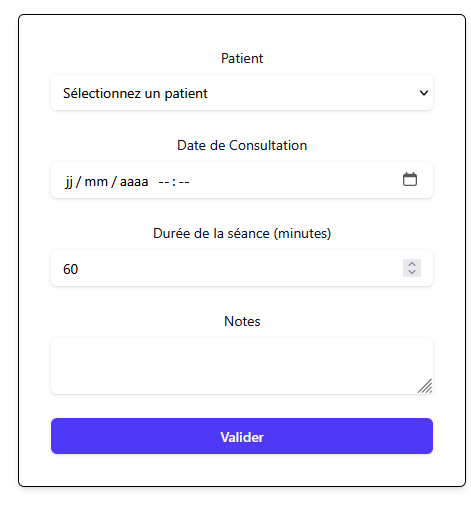 Patient
Sélectionnez un patient
Date de Consultation
jj/mm/aaaa --:--
Durée de la séance (minutes)
60
Notes
Valider